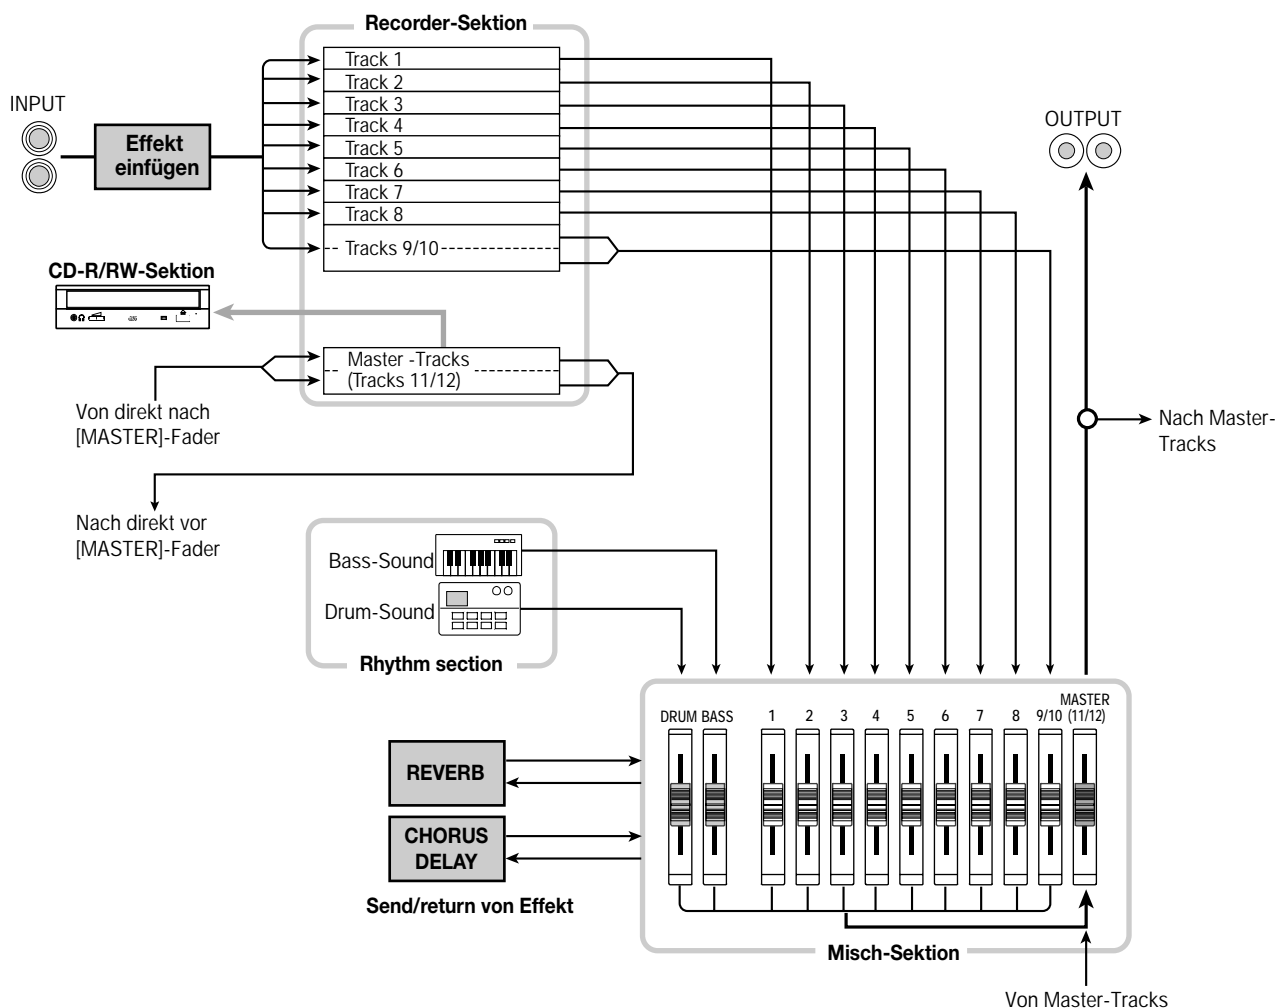 Recorder-Sektion
Track 1
Track 2
Track 3
Track 4
Track 5
Track 6
Track 7
Track 8
Tracks 9/10
INPUT
Effekt
einfügen
OUTPUT
CD-R/RW-Sektion
Master -Tracks
(Tracks 11/12)
Von direkt nach
[MASTER]-Fader
Nach Master-
Tracks
Nach direkt vor
[MASTER]-Fader
Bass-Sound
Drum-Sound
Rhythm section
DRUM BASS 1 2 3 4 5 6 7 8 9/10 MASTER
(11/12)
REVERB
CHORUS
DELAY
Send/return von Effekt
Misch-Sektion
Von Master-Tracks